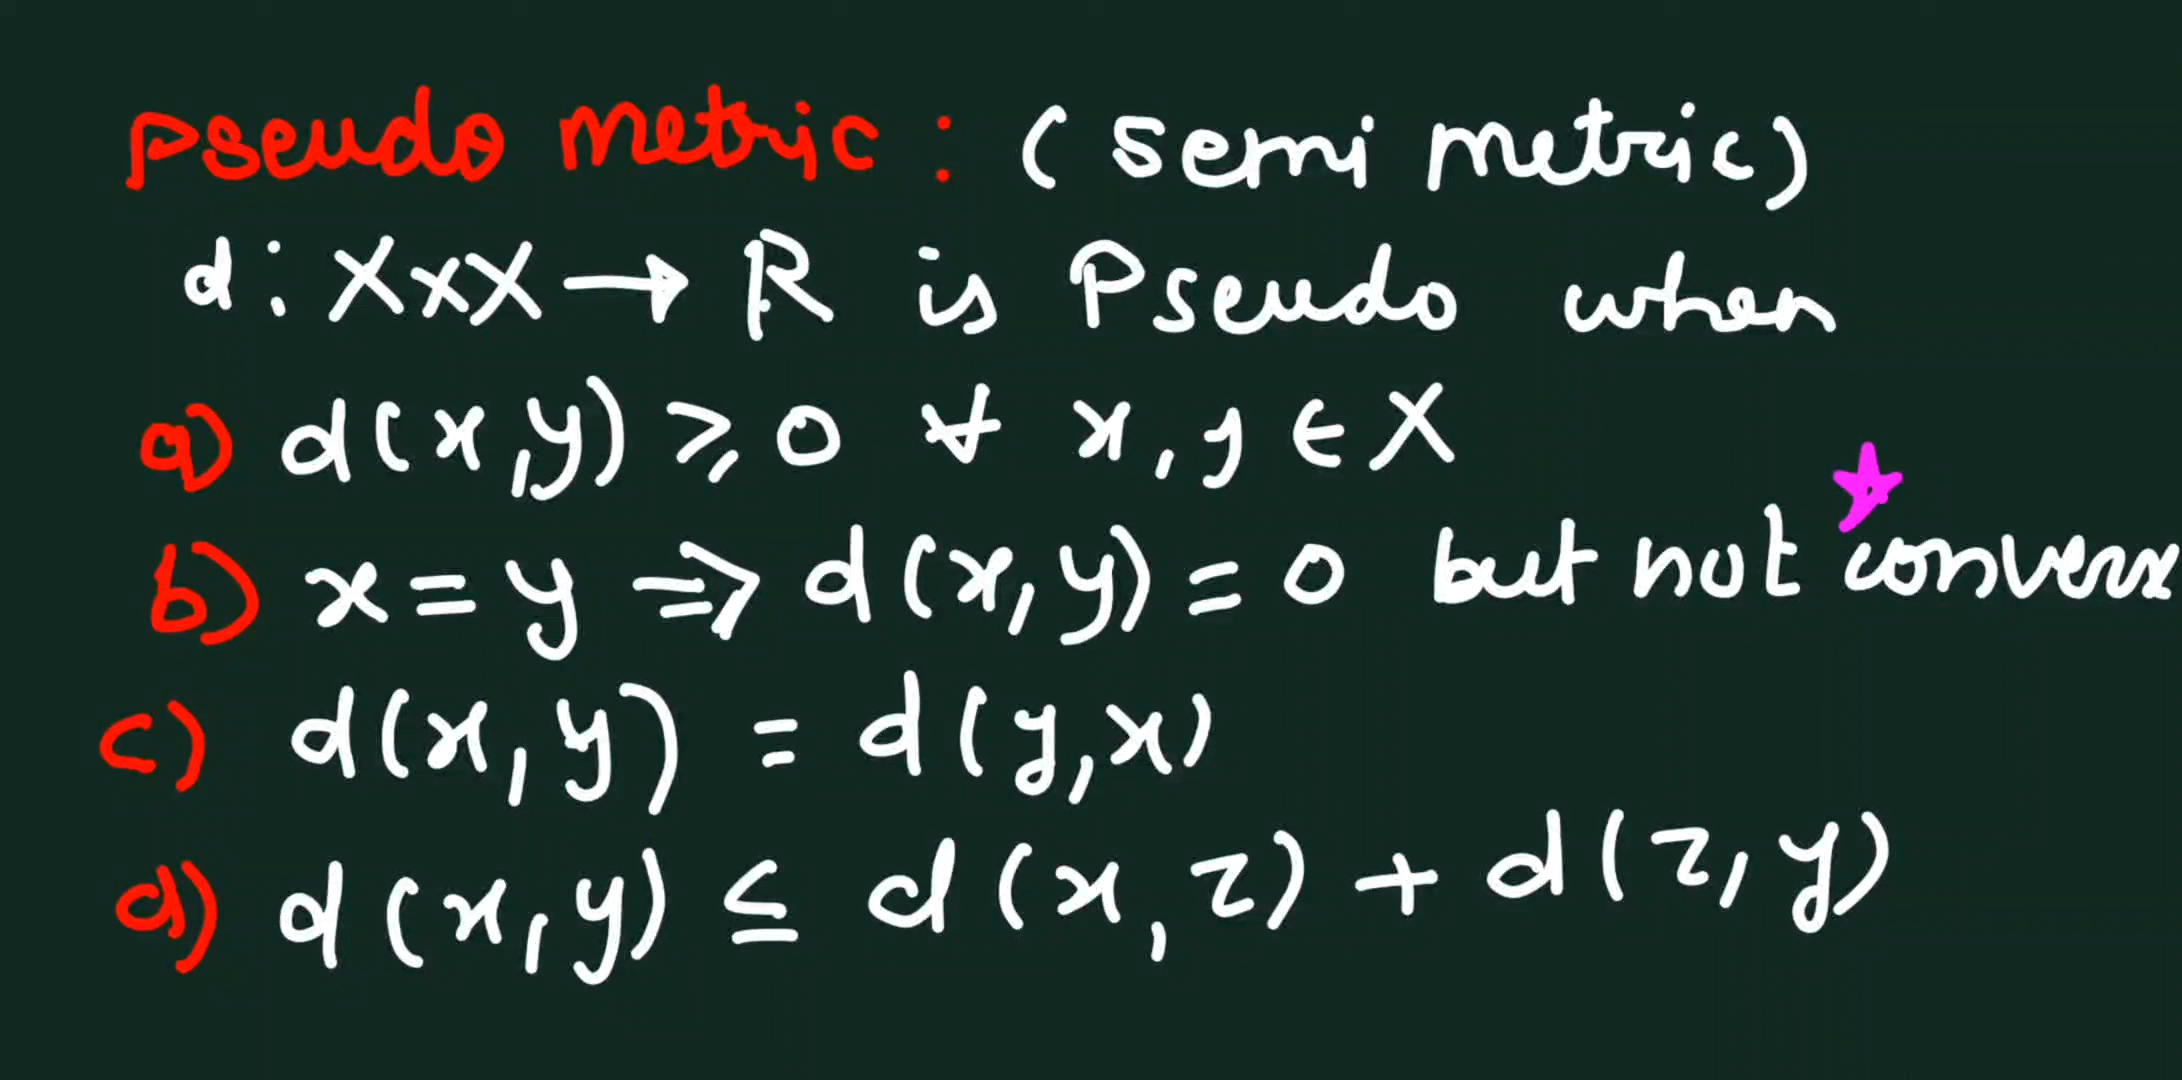 pseudo metric : (semi metric)
d : X×X → ℝ is Pseudo when
a) d(x,y) ≥ 0 ∀ x, y ∈ X
b) x = y ⇒ d(x,y) = 0 but not converse
c) d(x,y) = d(y,x)
d) d(x,y) ≤ d(x,z) + d(z,y)